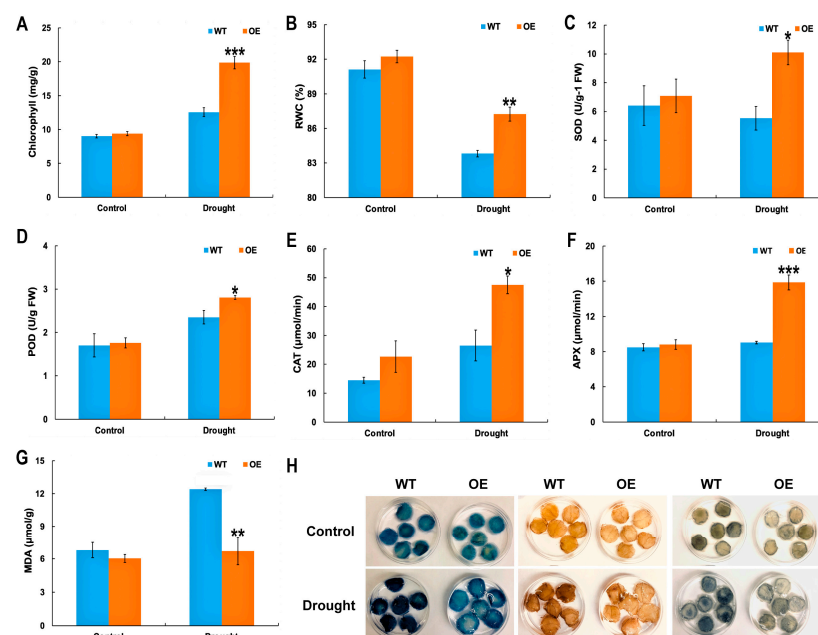 A
WT OE
Chlorophyll (mg/g)
25
20
15
10
5
0
***
Control Drought
B
WT OE
RWC (%)
95
92
89
86
83
80
**
Control Drought
C
WT OE
SOD (U/g-1 FW)
12
10
8
6
4
2
0
*
Control Drought
D
WT OE
POD (U/g FW)
4
3
2
1
0
*
Control Drought
E
WT OE
CAT (μmol/min)
60
50
40
30
20
10
0
*
Control Drought
F
WT OE
APX (μmol/min)
20
16
12
8
4
0
***
Control Drought
G
WT OE
MDA (μmol/g)
15
12
9
6
3
0
**
Control Drought
H
WT OE WT OE WT OE
Control
Drought